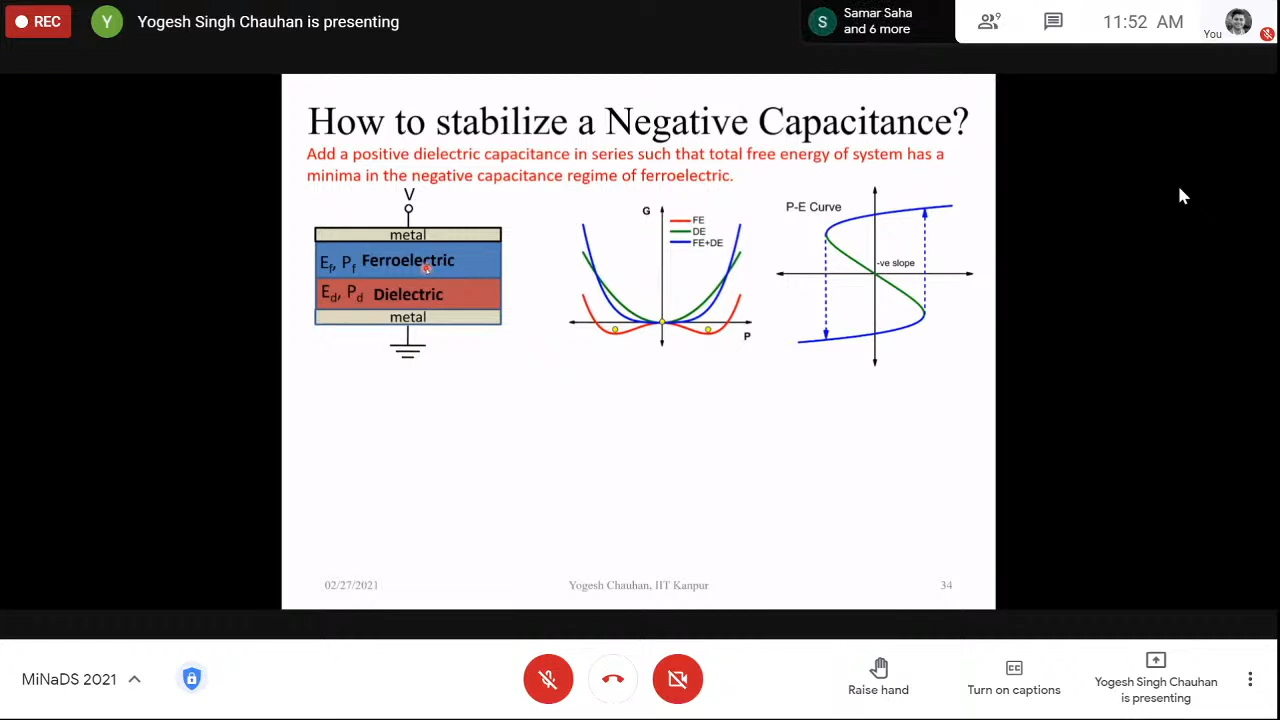 REC
Y
Yogesh Singh Chauhan is presenting
S
Samar Saha
and 6 more
9
11:52 AM
You
How to stabilize a Negative Capacitance?
Add a positive dielectric capacitance in series such that total free energy of system has a
minima in the negative capacitance regime of ferroelectric.
V
metal
Ef, Pf Ferroelectric
Ed, Pd Dielectric
metal
G
FE
DE
FE+DE
P
P-E Curve
-ve slope
02/27/2021
Yogesh Chauhan, IIT Kanpur
34
MiNaDS 2021
Raise hand
CC
Turn on captions
Yogesh Singh Chauhan
is presenting